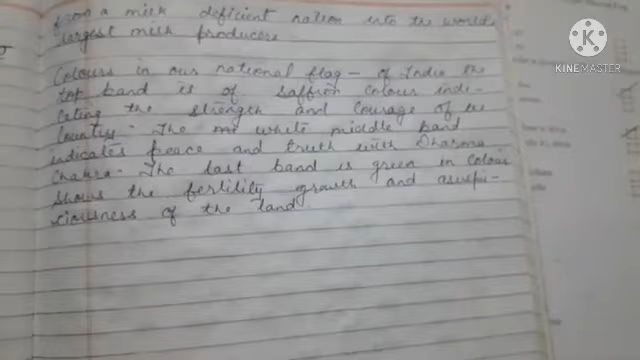 from a milk deficient nation into the world
largest milk producers
Colours in our national flag - of India the
top band is of saffron colour indi-
cating the strength and courage of the
country. The white middle band
indicates peace and truth with Dharma
Chakra. The last band is green in colour
shows the fertility growth and auspi-
ciousness of the land.
K
KINEMASTER